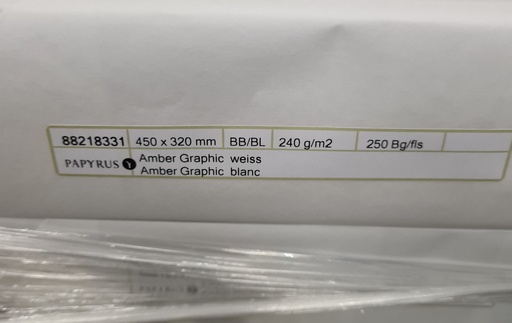 88218331 450 x 320 mm BB/BL 240 g/m2 250 Bg/fls
PAPYRUS Amber Graphic weiss
Amber Graphic blanc